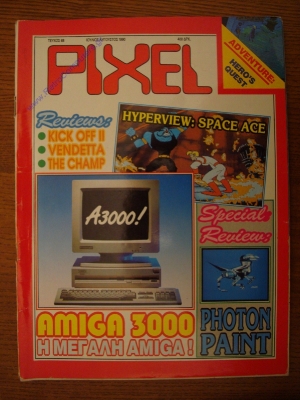 PIXEL
ADVENTURE:
HERO'S
QUEST
Reviews:
KICK OFF II
VENDETTA
THE CHAMP
HYPERVIEW: SPACE ACE
A3000!
Special
Review:
AMIGA 3000
Η ΜΕΓΑΛΗ AMIGA!
PHOTON
PAINT